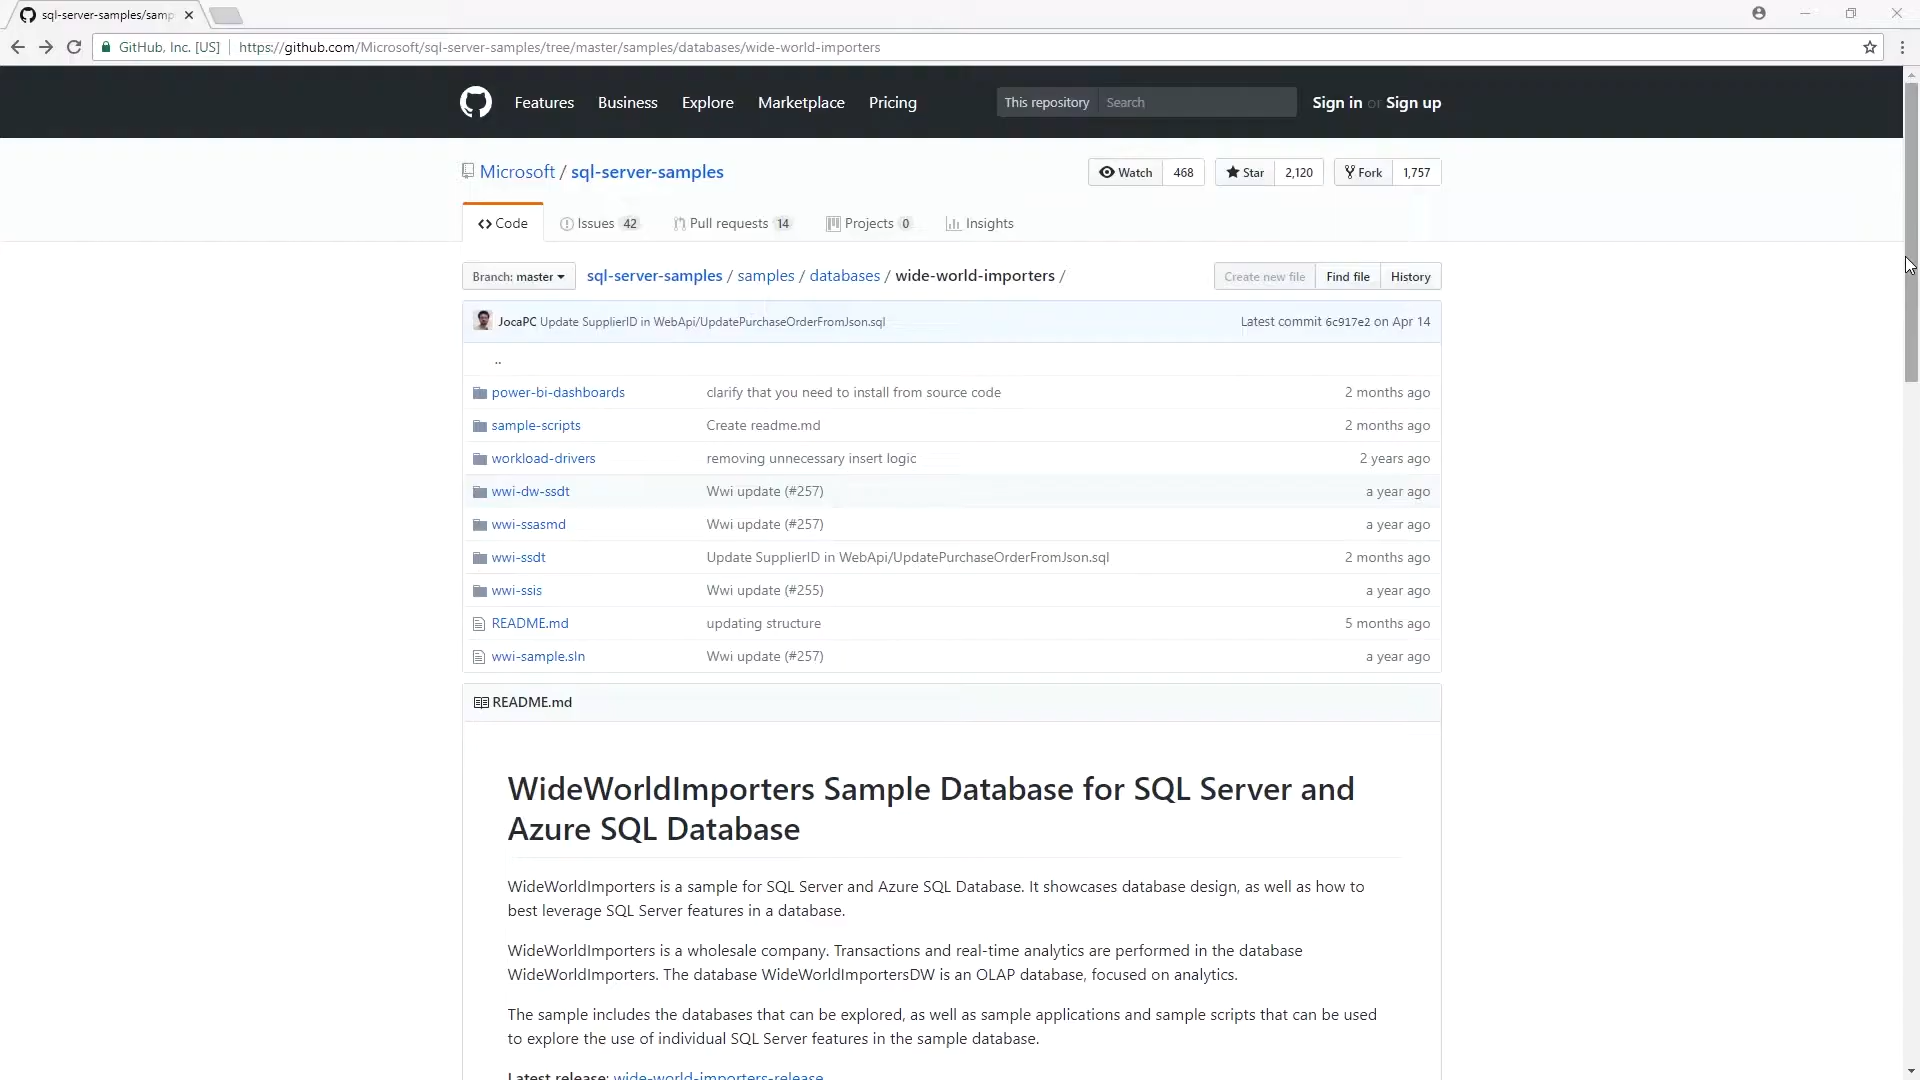 sql-server-samples/samp
GitHub, Inc. [US] https://github.com/Microsoft/sql-server-samples/tree/master/samples/databases/wide-world-importers
Features Business Explore Marketplace Pricing This repository Search Sign in or Sign up
Microsoft / sql-server-samples Watch 468 Star 2,120 Fork 1,757
Code Issues 42 Pull requests 14 Projects 0 Insights
Branch: master sql-server-samples / samples / databases / wide-world-importers / Create new file Find file History
JocaPC Update SupplierID in WebApi/UpdatePurchaseOrderFromJson.sql Latest commit 6c917e2 on Apr 14
..
power-bi-dashboards clarify that you need to install from source code 2 months ago
sample-scripts Create readme.md 2 months ago
workload-drivers removing unnecessary insert logic 2 years ago
wwi-dw-ssdt Wwi update (#257) a year ago
wwi-ssasmd Wwi update (#257) a year ago
wwi-ssdt Update SupplierID in WebApi/UpdatePurchaseOrderFromJson.sql 2 months ago
wwi-ssis Wwi update (#255) a year ago
README.md updating structure 5 months ago
wwi-sample.sln Wwi update (#257) a year ago
README.md
WideWorldImporters Sample Database for SQL Server and
Azure SQL Database
WideWorldImporters is a sample for SQL Server and Azure SQL Database. It showcases database design, as well as how to
best leverage SQL Server features in a database.
WideWorldImporters is a wholesale company. Transactions and real-time analytics are performed in the database
WideWorldImporters. The database WideWorldImportersDW is an OLAP database, focused on analytics.
The sample includes the databases that can be explored, as well as sample applications and sample scripts that can be used
to explore the use of individual SQL Server features in the sample database.
Latest release: wide-world-importers-release